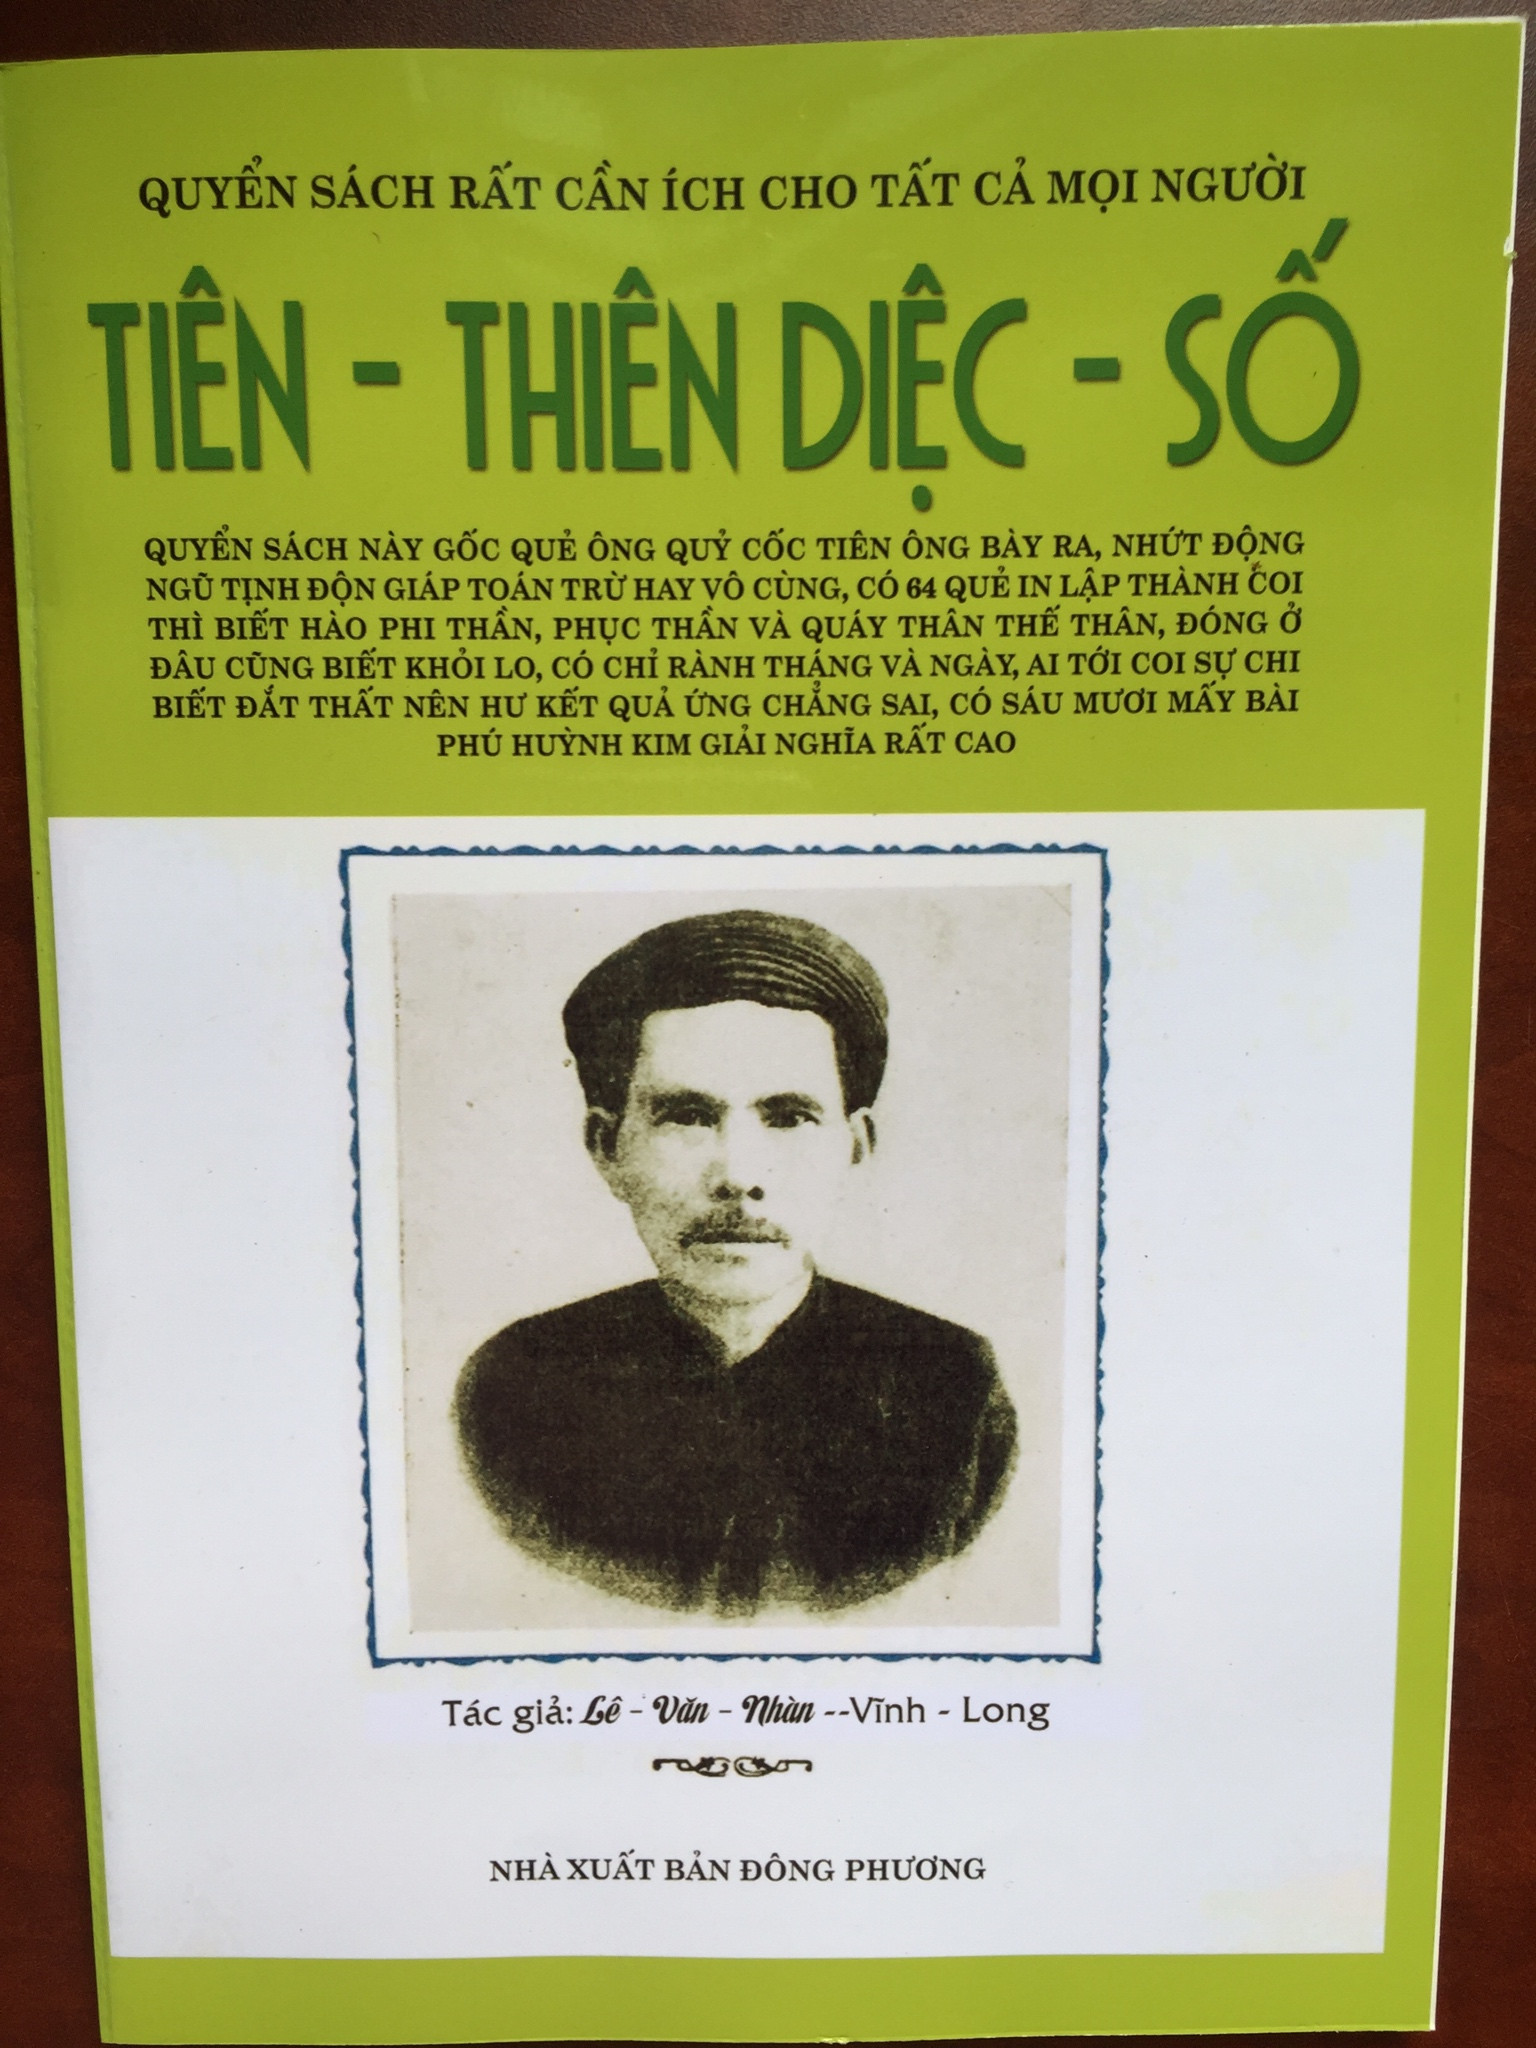 QUYỂN SÁCH RẤT CẦN ÍCH CHO TẤT CẢ MỌI NGƯỜI
TIÊN - THIÊN DIỆC - SỐ
QUYỂN SÁCH NÀY GỐC QUẺ ÔNG QUỶ CỐC TIÊN ÔNG BÀY RA, NHỨT ĐỘNG
NGŨ TỊNH ĐỘN GIÁP TOÁN TRỪ HAY VÔ CÙNG, CÓ 64 QUẺ IN LẬP THÀNH COI
THÌ BIẾT HÀO PHI THẦN, PHỤC THẦN VÀ QUÁY THÂN THẾ THÂN, ĐÓNG Ở
ĐÂU CŨNG BIẾT KHỎI LO, CÓ CHỈ RÀNH THÁNG VÀ NGÀY, AI TỚI COI SỰ CHI
BIẾT ĐẮT THẤT NÊN HƯ KẾT QUẢ ỨNG CHẲNG SAI, CÓ SÁU MƯƠI MẤY BÀI
PHÚ HUỲNH KIM GIẢI NGHĨA RẤT CAO
Tác giả: Lê - Văn - Nhàn --Vĩnh - Long
NHÀ XUẤT BẢN ĐÔNG PHƯƠNG